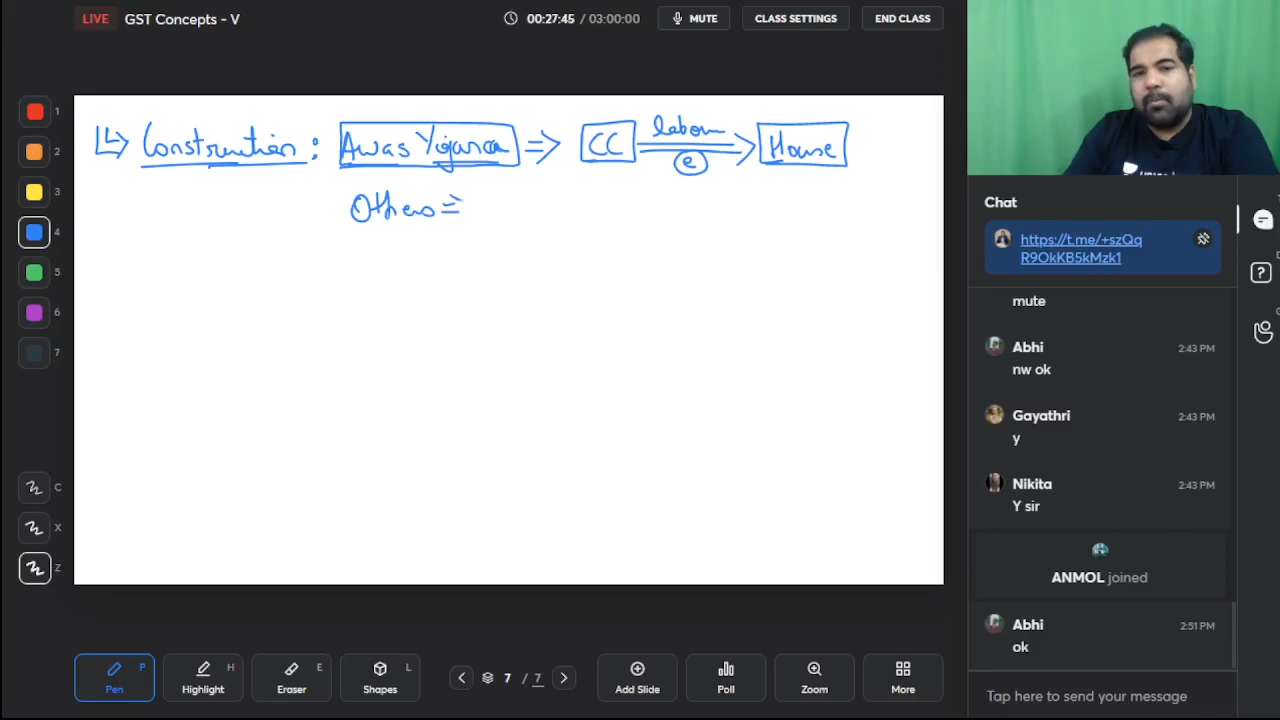 LIVE GST Concepts - V 00:27:45 / 03:00:00 MUTE CLASS SETTINGS END CLASS
1
2
3
4
5
6
7
C
X
Z
Construction : Awas Yojana ⇒ CC labour House
e
Others =
Chat
https://t.me/+szQq
R9OkKB5kMzk1
mute
Abhi 2:43 PM
nw ok
Gayathri 2:43 PM
y
Nikita 2:43 PM
Y sir
ANMOL joined
Abhi 2:51 PM
ok
Tap here to send your message
P H E L
Pen Highlight Eraser Shapes 7 / 7 Add Slide Poll Zoom More